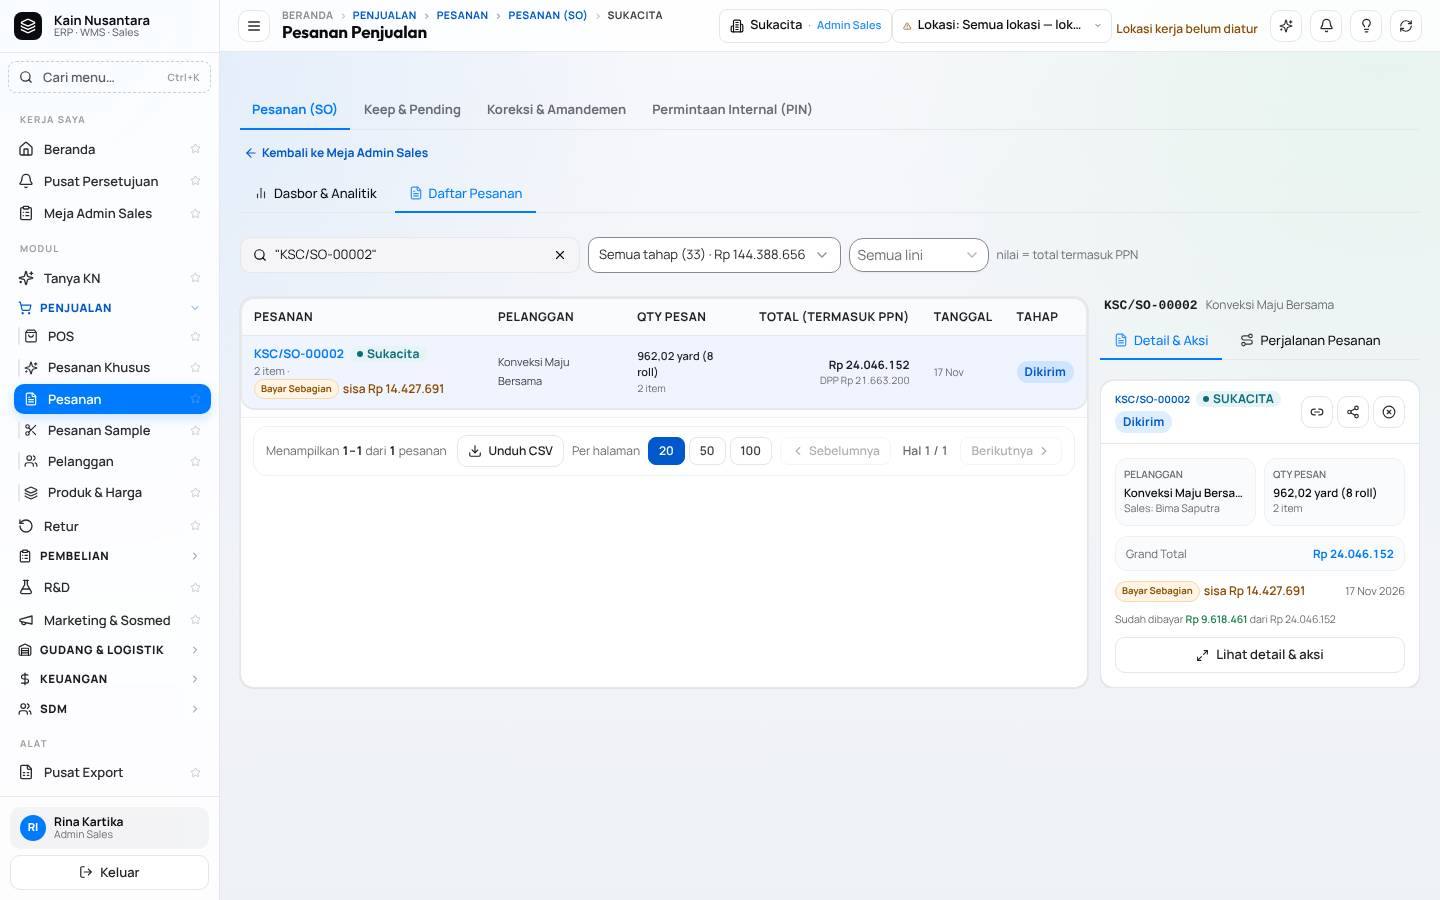 Kain Nusantara
ERP · WMS · Sales
Cari menu...
Ctrl+K
KERJA SAYA
Beranda
Pusat Persetujuan
Meja Admin Sales
MODUL
Tanya KN
PENJUALAN
POS
Pesanan Khusus
Pesanan
Pesanan Sample
Pelanggan
Produk & Harga
Retur
PEMBELIAN
R&D
Marketing & Sosmed
GUDANG & LOGISTIK
KEUANGAN
SDM
ALAT
Pusat Export
RI
Rina Kartika
Admin Sales
Keluar
BERANDA > PENJUALAN > PESANAN > PESANAN (SO) > SUKACITA
Pesanan Penjualan
Sukacita · Admin Sales
Lokasi: Semua lokasi — lok...
Lokasi kerja belum diatur
Pesanan (SO)
Keep & Pending
Koreksi & Amandemen
Permintaan Internal (PIN)
Kembali ke Meja Admin Sales
Dasbor & Analitik
Daftar Pesanan
"KSC/SO-00002"
Semua tahap (33) · Rp 144.388.656
Semua lini
nilai = total termasuk PPN
PESANAN PELANGGAN QTY PESAN TOTAL (TERMASUK PPN) TANGGAL TAHAP
KSC/SO-00002 Sukacita
2 item ·
Bayar Sebagian sisa Rp 14.427.691
Konveksi Maju
Bersama
962,02 yard (8
roll)
2 item
Rp 24.046.152
DPP Rp 21.663.200
17 Nov
Dikirim
Menampilkan 1–1 dari 1 pesanan
Unduh CSV
Per halaman
20
50
100
Sebelumnya
Hal 1 / 1
Berikutnya
KSC/SO-00002 Konveksi Maju Bersama
Detail & Aksi
Perjalanan Pesanan
KSC/SO-00002 SUKACITA
Dikirim
PELANGGAN
Konveksi Maju Bersa...
Sales: Bima Saputra
QTY PESAN
962,02 yard (8 roll)
2 item
Grand Total Rp 24.046.152
Bayar Sebagian sisa Rp 14.427.691 17 Nov 2026
Sudah dibayar Rp 9.618.461 dari Rp 24.046.152
Lihat detail & aksi